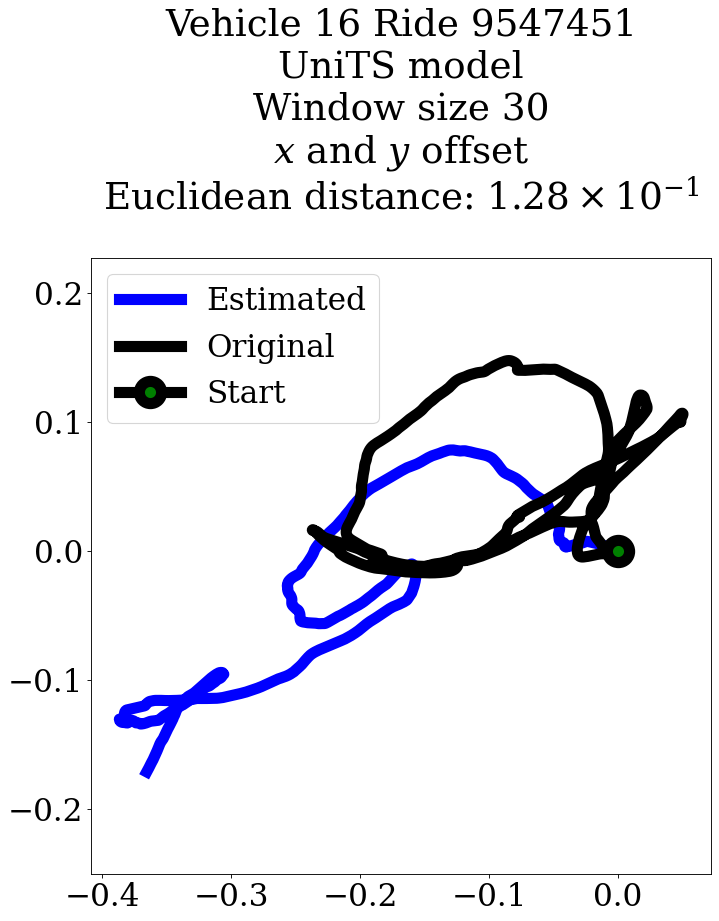 Vehicle 16 Ride 9547451
UniTS model
Window size 30
x and y offset
Euclidean distance: 1.28 × 10⁻¹
Estimated
Original
Start
0.2
0.1
0.0
−0.1
−0.2
−0.4 −0.3 −0.2 −0.1 0.0